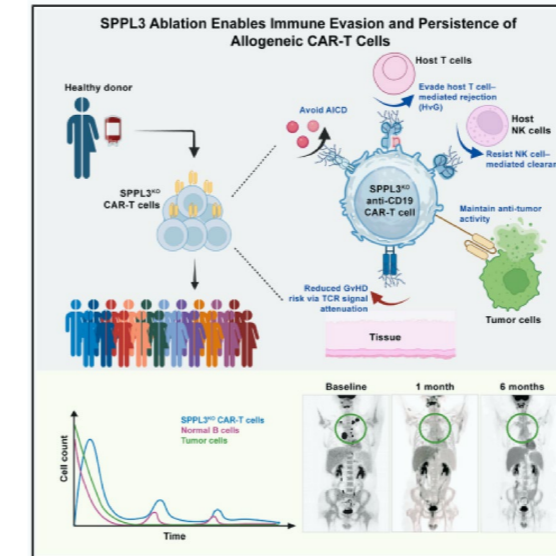 SPPL3 Ablation Enables Immune Evasion and Persistence of
Allogeneic CAR-T Cells
Healthy donor
SPPL3KO
CAR-T cells
Avoid AICD
Host T cells
Evade host T cell–
mediated rejection
(HvG)
Host
NK cells
Resist NK cell–
mediated clearan
SPPL3KO
anti-CD19
CAR-T cell
Maintain anti-tumor
activity
Tumor cells
Reduced GvHD
risk via TCR signal
attenuation
Tissue
Cell count
SPPL3KO CAR-T cells
Normal B cells
Tumor cells
Time
Baseline
1 month
6 months